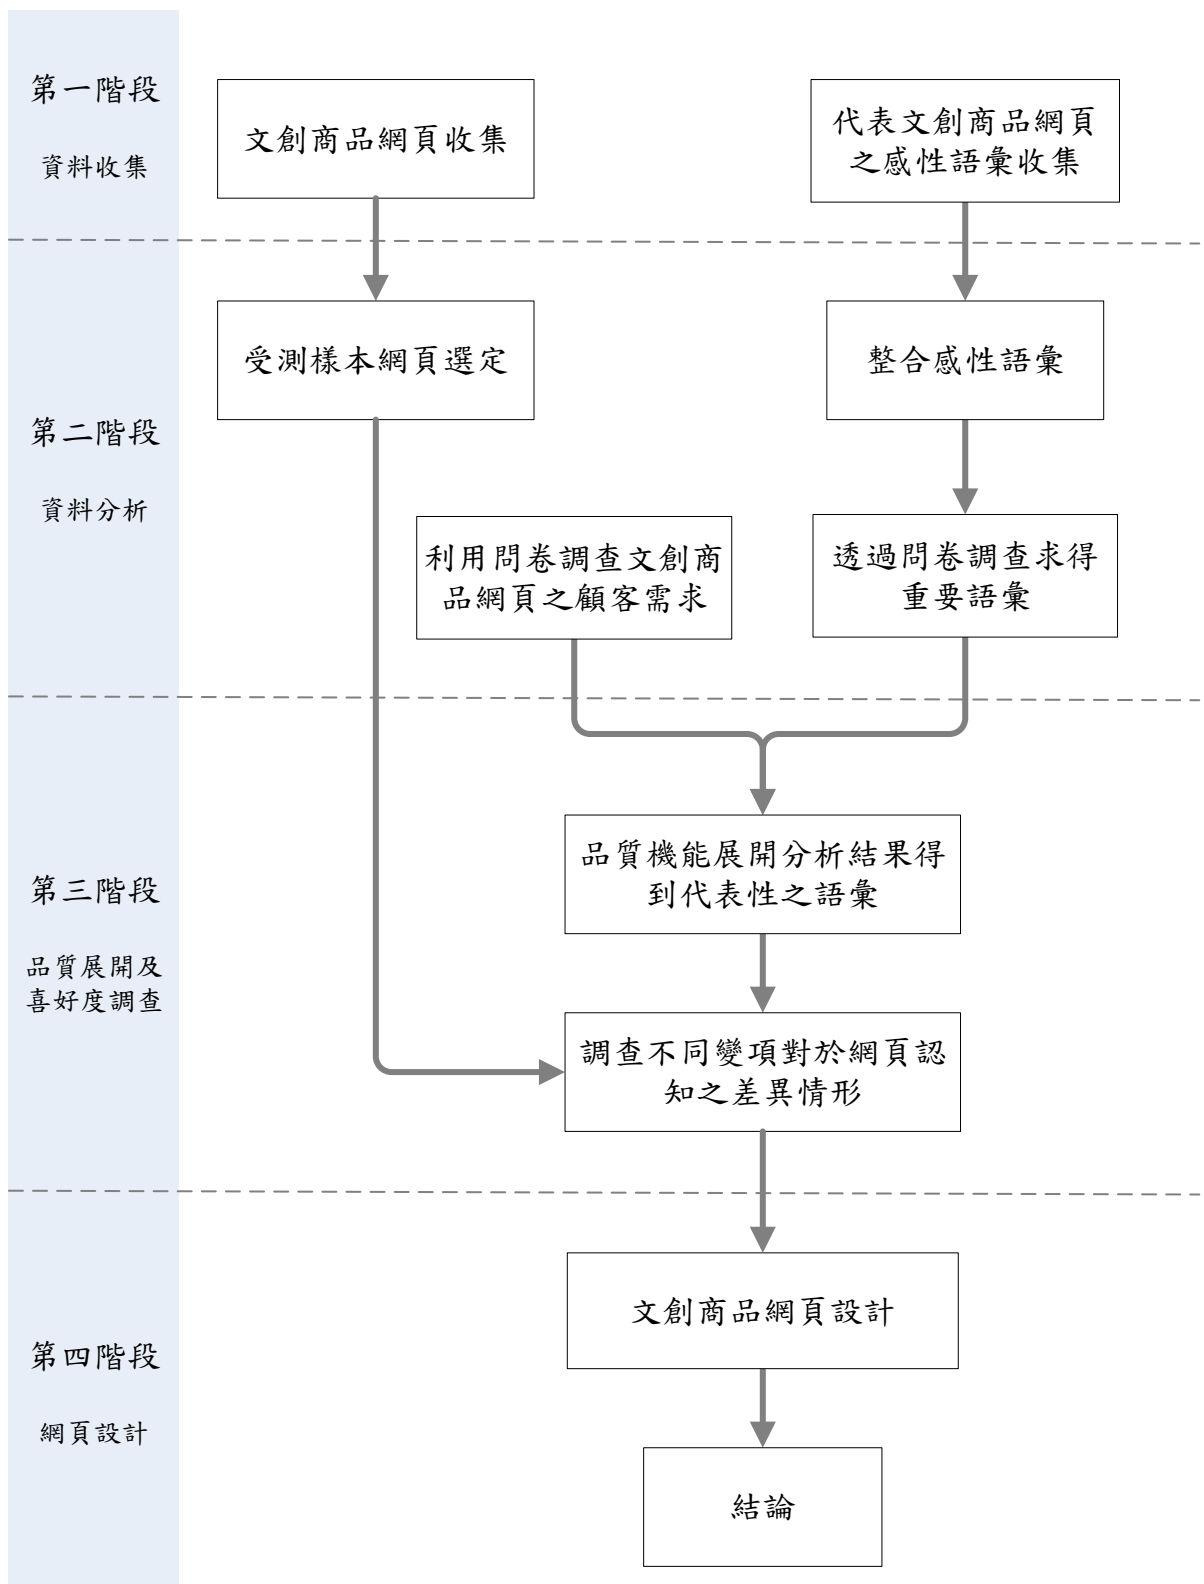 第一階段
資料收集
文創商品網頁收集
代表文創商品網頁
之感性語彙收集
第二階段
資料分析
受測樣本網頁選定
整合感性語彙
利用問卷調查文創商
品網頁之顧客需求
透過問卷調查求得
重要語彙
第三階段
品質展開及
喜好度調查
品質機能展開分析結果得
到代表性之語彙
調查不同變項對於網頁認
知之差異情形
第四階段
網頁設計
文創商品網頁設計
結論